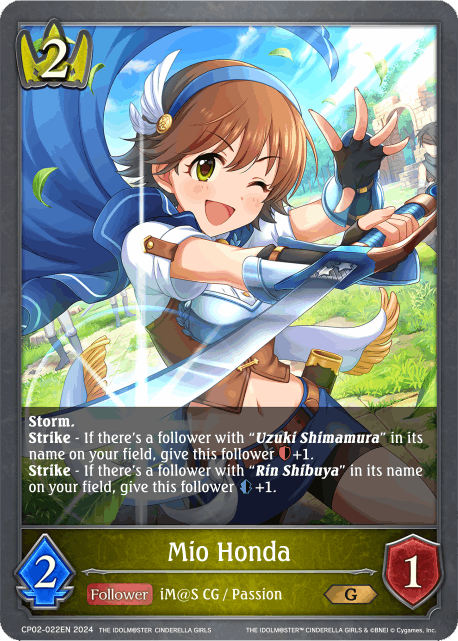 2
Storm.
Strike - If there's a follower with "Uzuki Shimamura" in its
name on your field, give this follower +1.
Strike - If there's a follower with "Rin Shibuya" in its name
on your field, give this follower +1.
Mio Honda
2
Follower
iM@S CG / Passion
G
1
CP02-022EN 2024 THE IDOLM@STER CINDERELLA GIRLS THE IDOLM@STER™ CINDERELLA GIRLS & ©BNEI © Cygames, Inc.